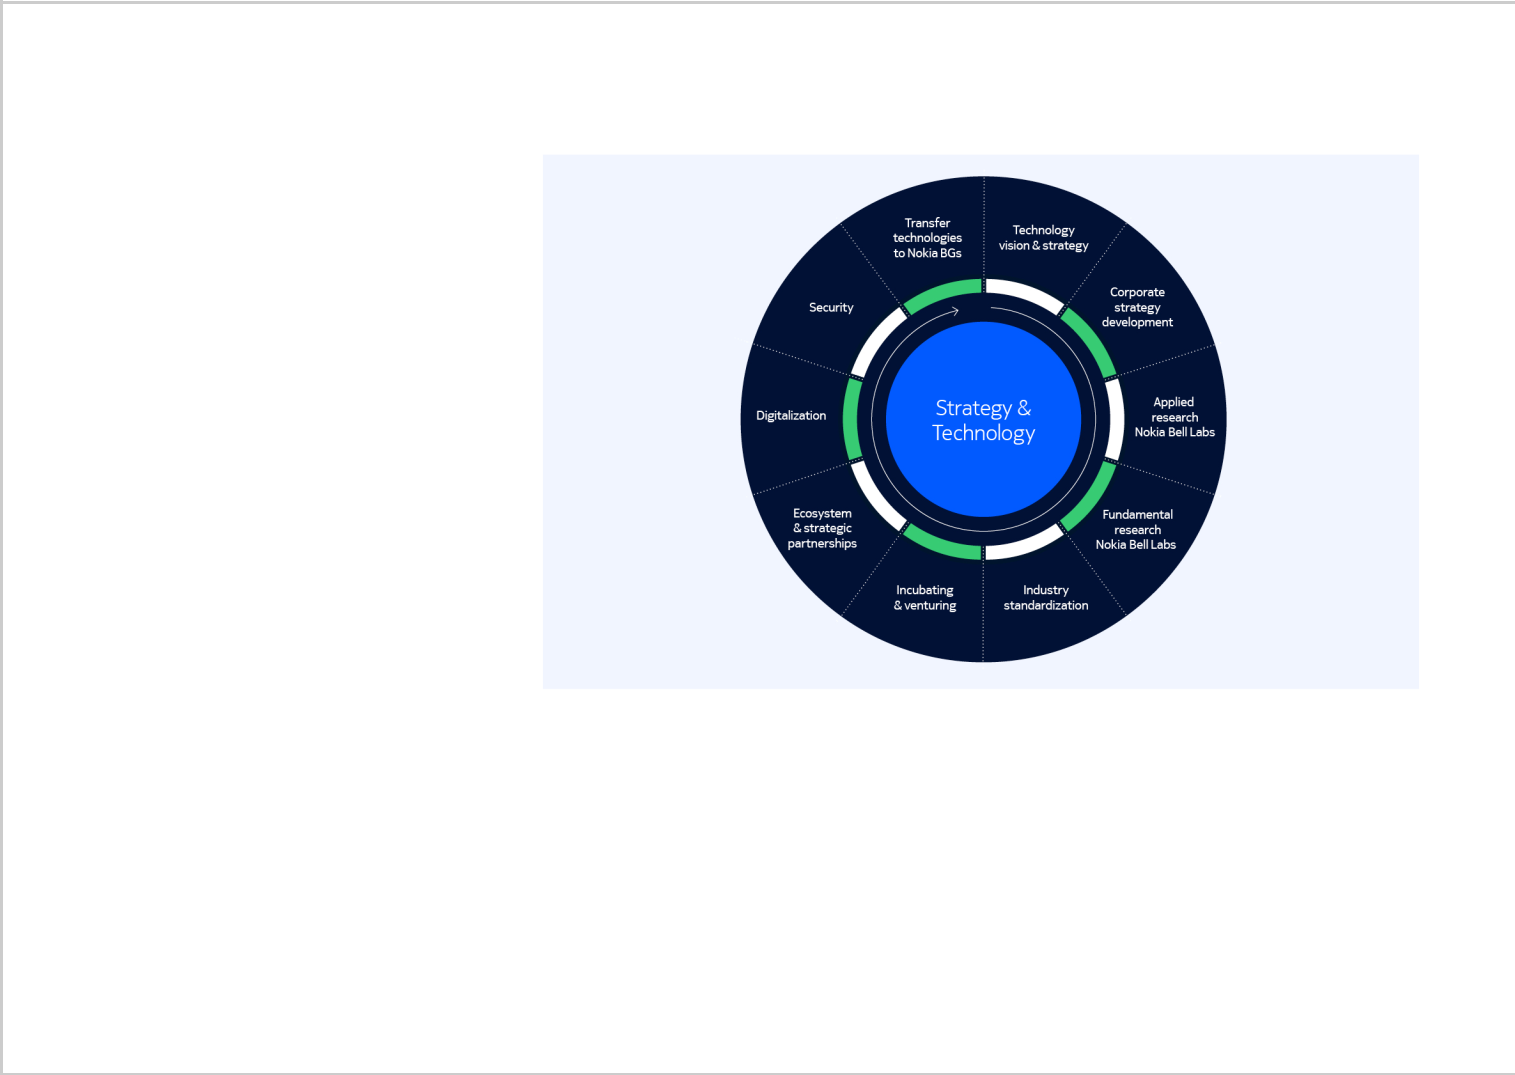 Transfer
technologies
to Nokia BGs
Technology
vision & strategy
Corporate
strategy
development
Applied
research
Nokia Bell Labs
Fundamental
research
Nokia Bell Labs
Industry
standardization
Incubating
& venturing
Ecosystem
& strategic
partnerships
Digitalization
Security
Strategy &
Technology